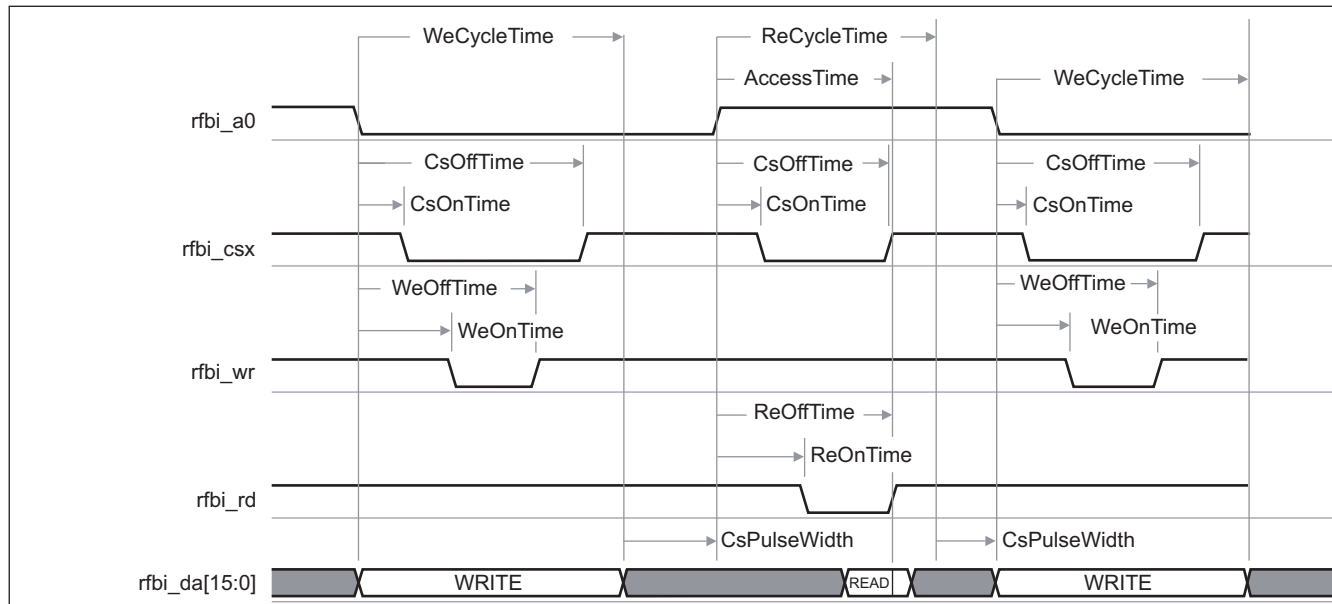 WeCycleTime
ReCycleTime
AccessTime
WeCycleTime
rfbi_a0
CsOffTime
CsOffTime
CsOffTime
CsOnTime
CsOnTime
CsOnTime
rfbi_csx
WeOffTime
WeOffTime
WeOnTime
WeOnTime
rfbi_wr
ReOffTime
ReOnTime
rfbi_rd
CsPulseWidth
CsPulseWidth
rfbi_da[15:0]
WRITE
READ
WRITE